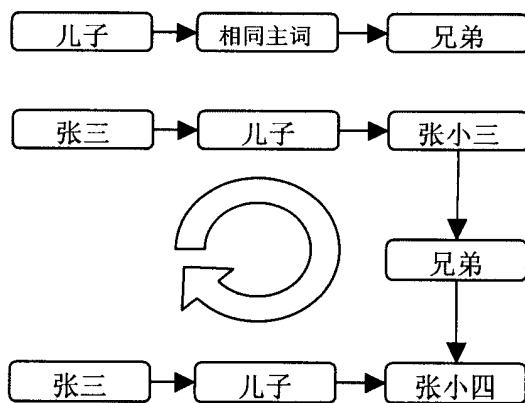 儿子 相同主词 兄弟
张三 儿子 张小三
兄弟
张三 儿子 张小四